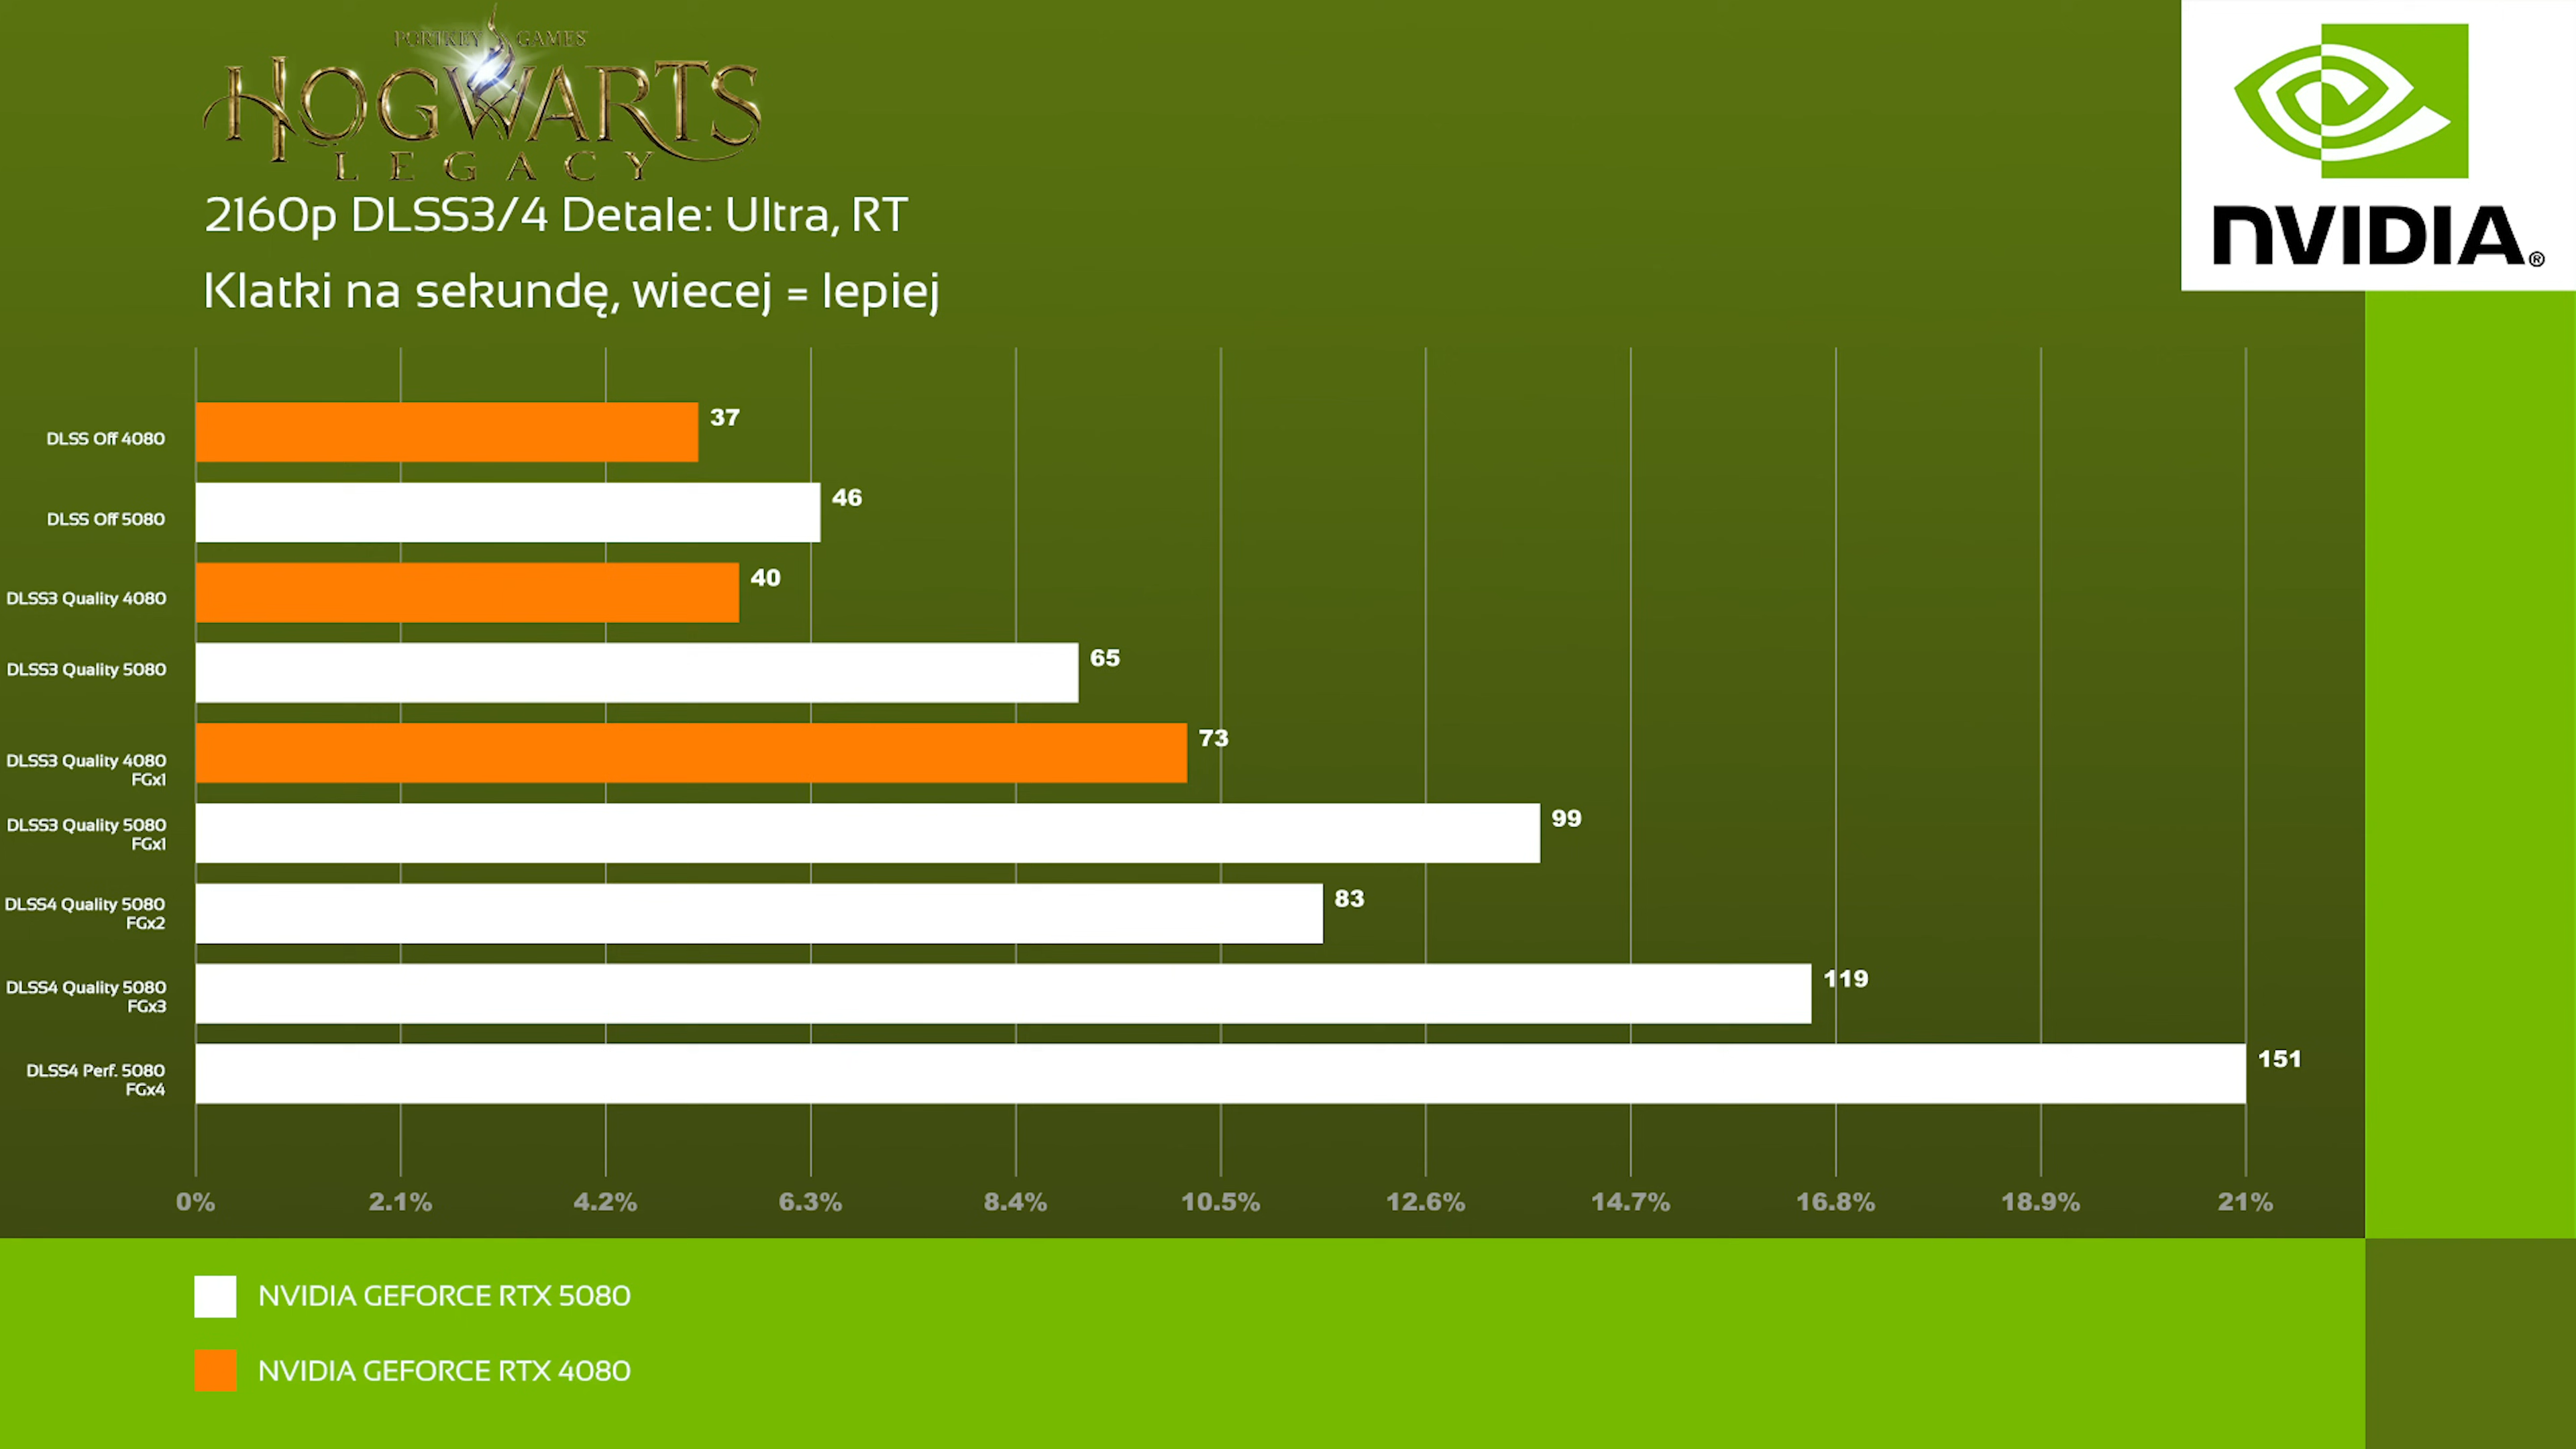 PORTKEY GAMES
HOGWARTS
LEGACY
2160p DLSS3/4 Detale: Ultra, RT
Klatki na sekundę, wiecej = lepiej
NVIDIA®
DLSS Off 4080
37
DLSS Off 5080
46
DLSS3 Quality 4080
40
DLSS3 Quality 5080
65
DLSS3 Quality 4080
FGx1
73
DLSS3 Quality 5080
FGx1
99
DLSS4 Quality 5080
FGx2
83
DLSS4 Quality 5080
FGx3
119
DLSS4 Perf. 5080
FGx4
151
0% 2.1% 4.2% 6.3% 8.4% 10.5% 12.6% 14.7% 16.8% 18.9% 21%
NVIDIA GEFORCE RTX 5080
NVIDIA GEFORCE RTX 4080